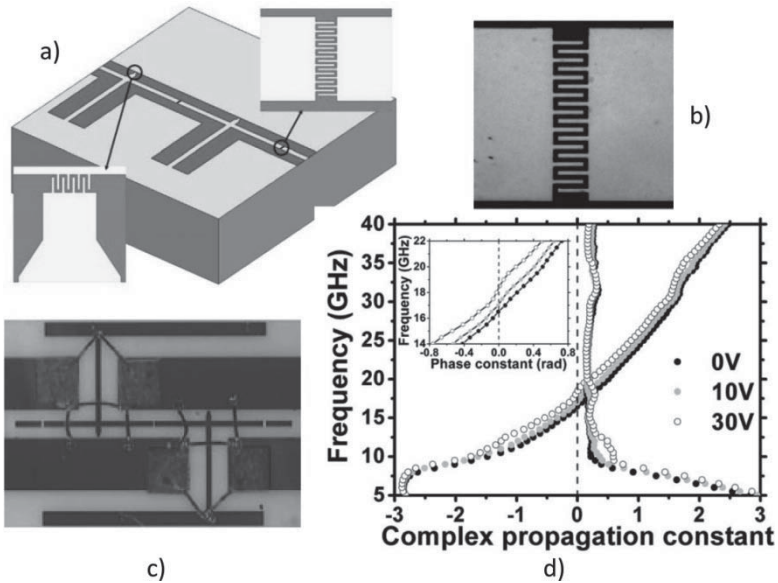 a)
b)
c)
40
35
30
25
20
15
10
5
Frequency (GHz)
22
20
18
16
14
Frequency (GHz)
-0.8 -0.4 0.0 0.4 0.8
Phase constant (rad)
0V
10V
30V
-3 -2 -1 0 1 2 3
Complex propagation constant
d)